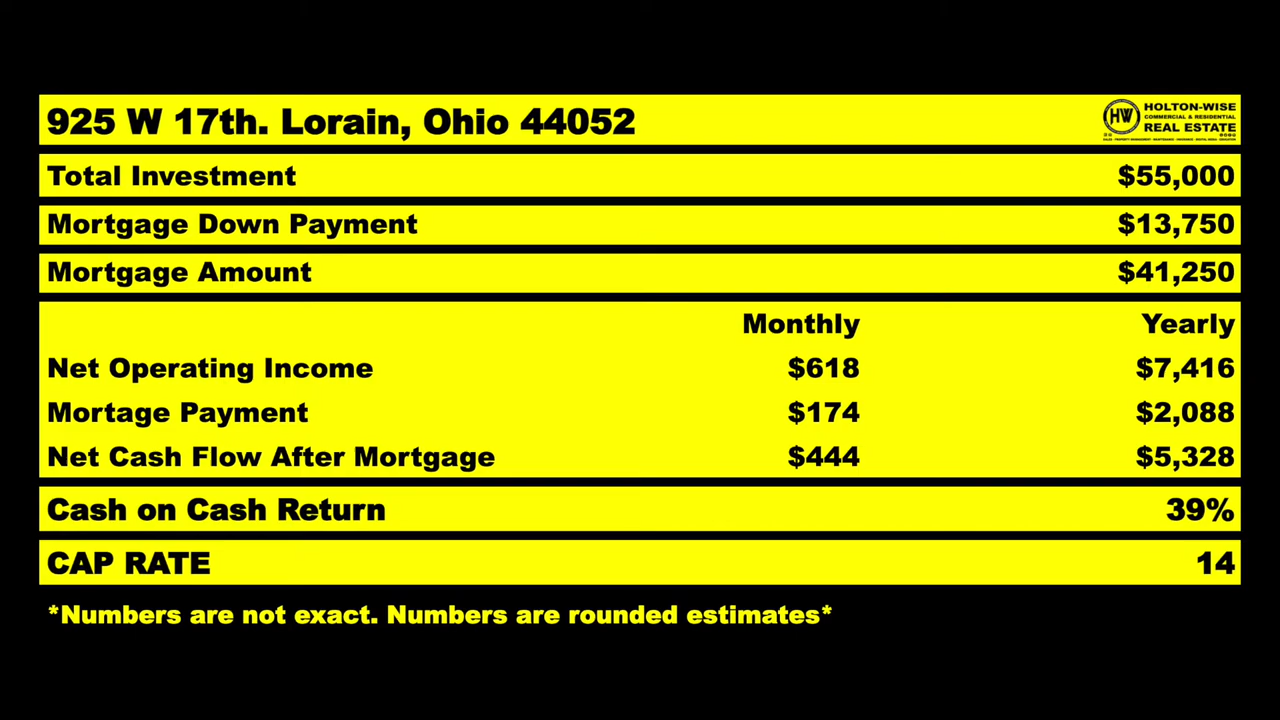 925 W 17th. Lorain, Ohio 44052
HOLTON-WISE
COMMERCIAL & RESIDENTIAL
REAL ESTATE
HW
Total Investment $55,000
Mortgage Down Payment $13,750
Mortgage Amount $41,250
Monthly Yearly
Net Operating Income $618 $7,416
Mortage Payment $174 $2,088
Net Cash Flow After Mortgage $444 $5,328
Cash on Cash Return 39%
CAP RATE 14
*Numbers are not exact. Numbers are rounded estimates*